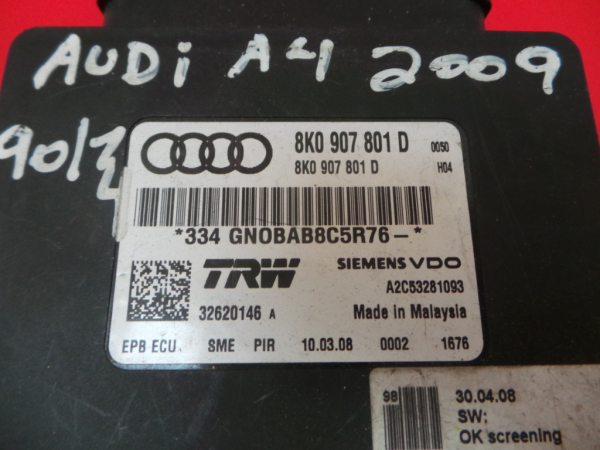 AUDi A4 2009
8K0 907 801 D 0050
8K0 907 801 D H04
*334 GNOBAB8C5R76-*
TRW SIEMENS VDO
A2C53281093
32620146 A Made in Malaysia
EPB ECU SME PIR 10.03.08 0002 1676
98 30.04.08
SW;
OK screening